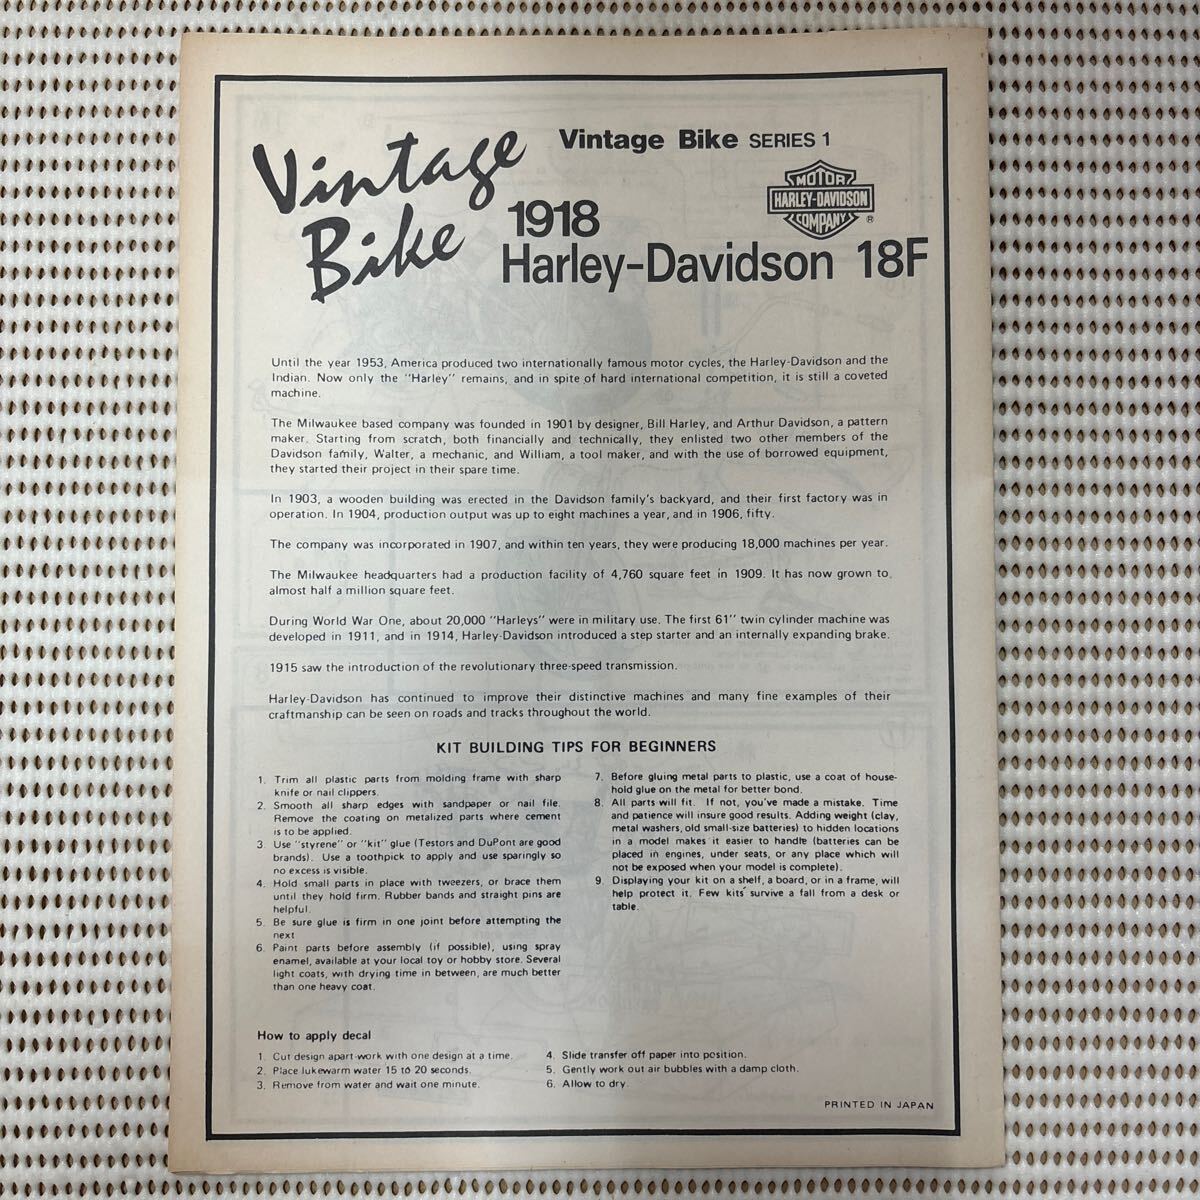 Vintage
Bike
Vintage Bike SERIES 1
MOTOR
HARLEY-DAVIDSON
COMPANY
®
1918
Harley-Davidson 18F
Until the year 1953, America produced two internationally famous motor cycles, the Harley-Davidson and the
Indian. Now only the "Harley" remains, and in spite of hard international competition, it is still a coveted
machine.
The Milwaukee based company was founded in 1901 by designer, Bill Harley, and Arthur Davidson, a pattern
maker. Starting from scratch, both financially and technically, they enlisted two other members of the
Davidson family, Walter, a mechanic, and William, a tool maker, and with the use of borrowed equipment,
they started their project in their spare time.
In 1903, a wooden building was erected in the Davidson family's backyard, and their first factory was in
operation. In 1904, production output was up to eight machines a year, and in 1906, fifty.
The company was incorporated in 1907, and within ten years, they were producing 18,000 machines per year.
The Milwaukee headquarters had a production facility of 4,760 square feet in 1909. It has now grown to
almost half a million square feet.
During World War One, about 20,000 "Harleys" were in military use. The first 61" twin cylinder machine was
developed in 1911, and in 1914, Harley-Davidson introduced a step starter and an internally expanding brake.
1915 saw the introduction of the revolutionary three-speed transmission.
Harley-Davidson has continued to improve their distinctive machines and many fine examples of their
craftmanship can be seen on roads and tracks throughout the world.
KIT BUILDING TIPS FOR BEGINNERS
1. Trim all plastic parts from molding frame with sharp
knife or nail clippers.
2. Smooth all sharp edges with sandpaper or nail file.
Remove the coating on metalized parts where cement
is to be applied.
3. Use "styrene" or "kit" glue (Testors and DuPont are good
brands). Use a toothpick to apply and use sparingly so
no excess is visible.
4. Hold small parts in place with tweezers, or brace them
until they hold firm. Rubber bands and straight pins are
helpful.
5. Be sure glue is firm in one joint before attempting the
next
6. Paint parts before assembly (if possible), using spray
enamel, available at your local toy or hobby store. Several
light coats, with drying time in between, are much better
than one heavy coat.
7. Before gluing metal parts to plastic, use a coat of house-
hold glue on the metal for better bond.
8. All parts will fit. If not, you've made a mistake. Time
and patience will insure good results. Adding weight (clay,
metal washers, old small-size batteries) to hidden locations
in a model makes it easier to handle (batteries can be
placed in engines, under seats, or any place which will
not be exposed when your model is complete).
9. Displaying your kit on a shelf, a board, or in a frame, will
help protect it. Few kits survive a fall from a desk or
table.
How to apply decal
1. Cut design apart-work with one design at a time.
2. Place lukewarm water 15 to 20 seconds.
3. Remove from water and wait one minute.
4. Slide transfer off paper into position.
5. Gently work out air bubbles with a damp cloth.
6. Allow to dry.
PRINTED IN JAPAN